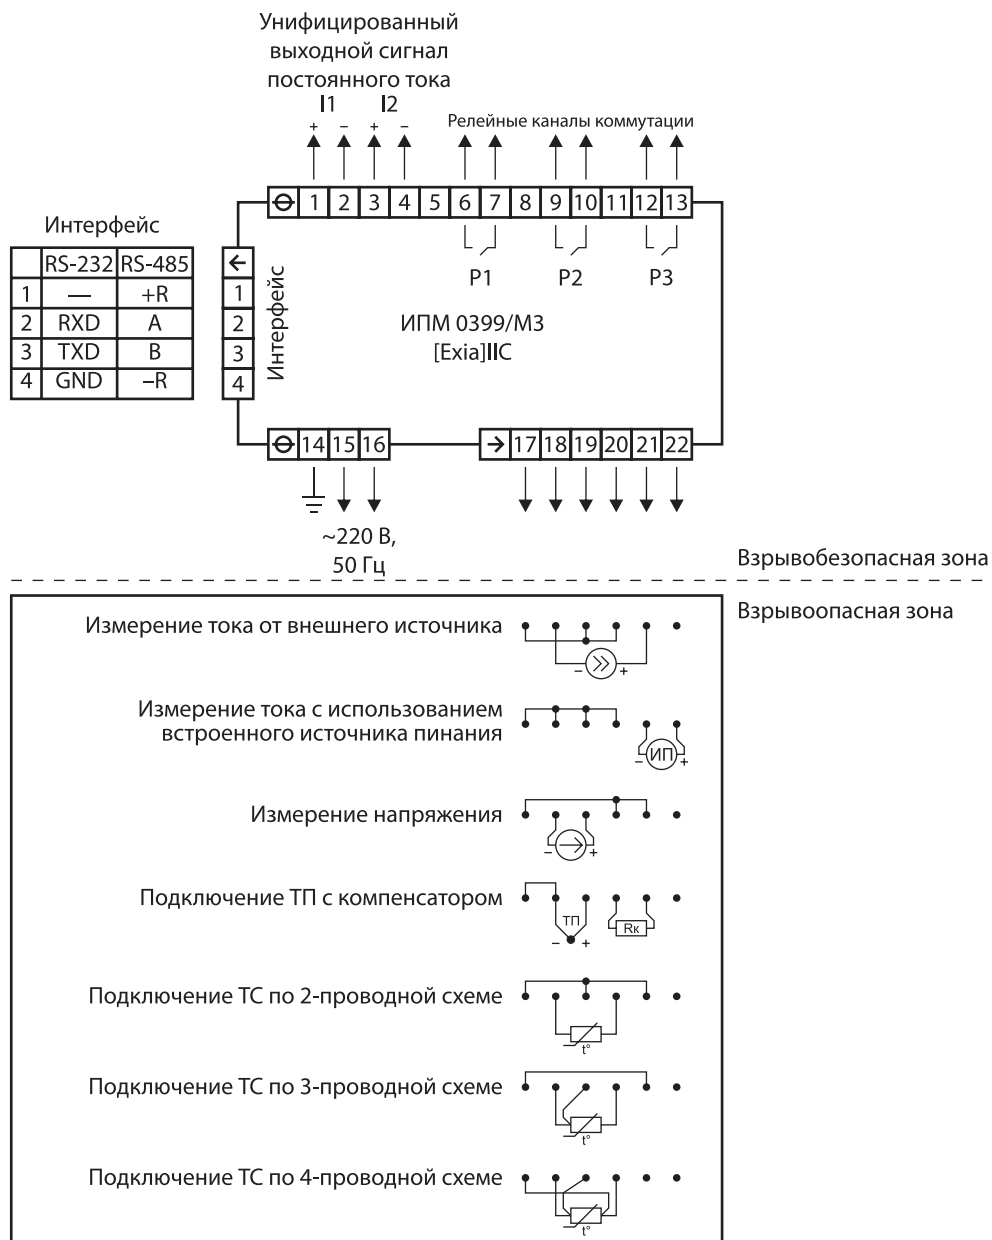 Унифицированный
выходной сигнал
постоянного тока
I1 I2
+ – + –
Релейные каналы коммутации
1 2 3 4 5 6 7 8 9 10 11 12 13
P1 P2 P3
Интерфейс
RS-232 RS-485
1 — +R
2 RXD A
3 TXD B
4 GND –R
1
2
3
4
Интерфейс
ИПМ 0399/М3
[Exia]IIC
14 15 16
17 18 19 20 21 22
~220 В,
50 Гц
Взрывобезопасная зона
Взрывоопасная зона
Измерение тока от внешнего источника
– +
Измерение тока с использованием
встроенного источника пинания
– ИП +
Измерение напряжения
– +
Подключение ТП с компенсатором
ТП
– +
Rк
Подключение ТС по 2-проводной схеме
t°
Подключение ТС по 3-проводной схеме
t°
Подключение ТС по 4-проводной схеме
t°